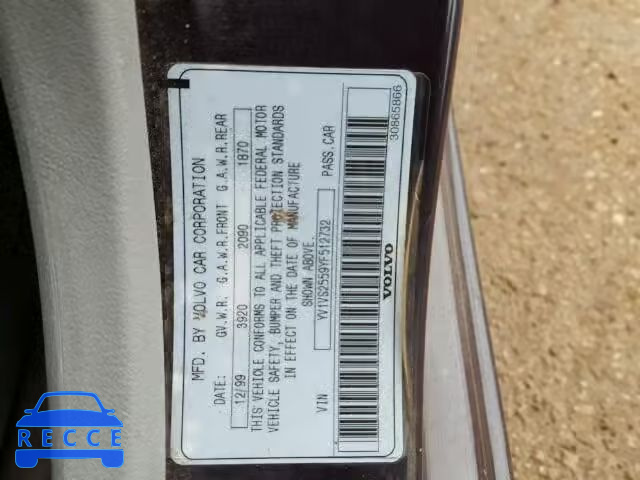 MFD. BY VOLVO CAR CORPORATION
DATE: G.V.W.R. G.A.W.R.FRONT G.A.W.R.REAR
12/99 3920 2090 1870
THIS VEHICLE CONFORMS TO ALL APPLICABLE FEDERAL MOTOR
VEHICLE SAFETY, BUMPER AND THEFT PROTECTION STANDARDS
IN EFFECT ON THE DATE OF MANUFACTURE
SHOWN ABOVE.
VIN YV1VS2559YF512732 PASS.CAR
VOLVO 30865866
RECCE